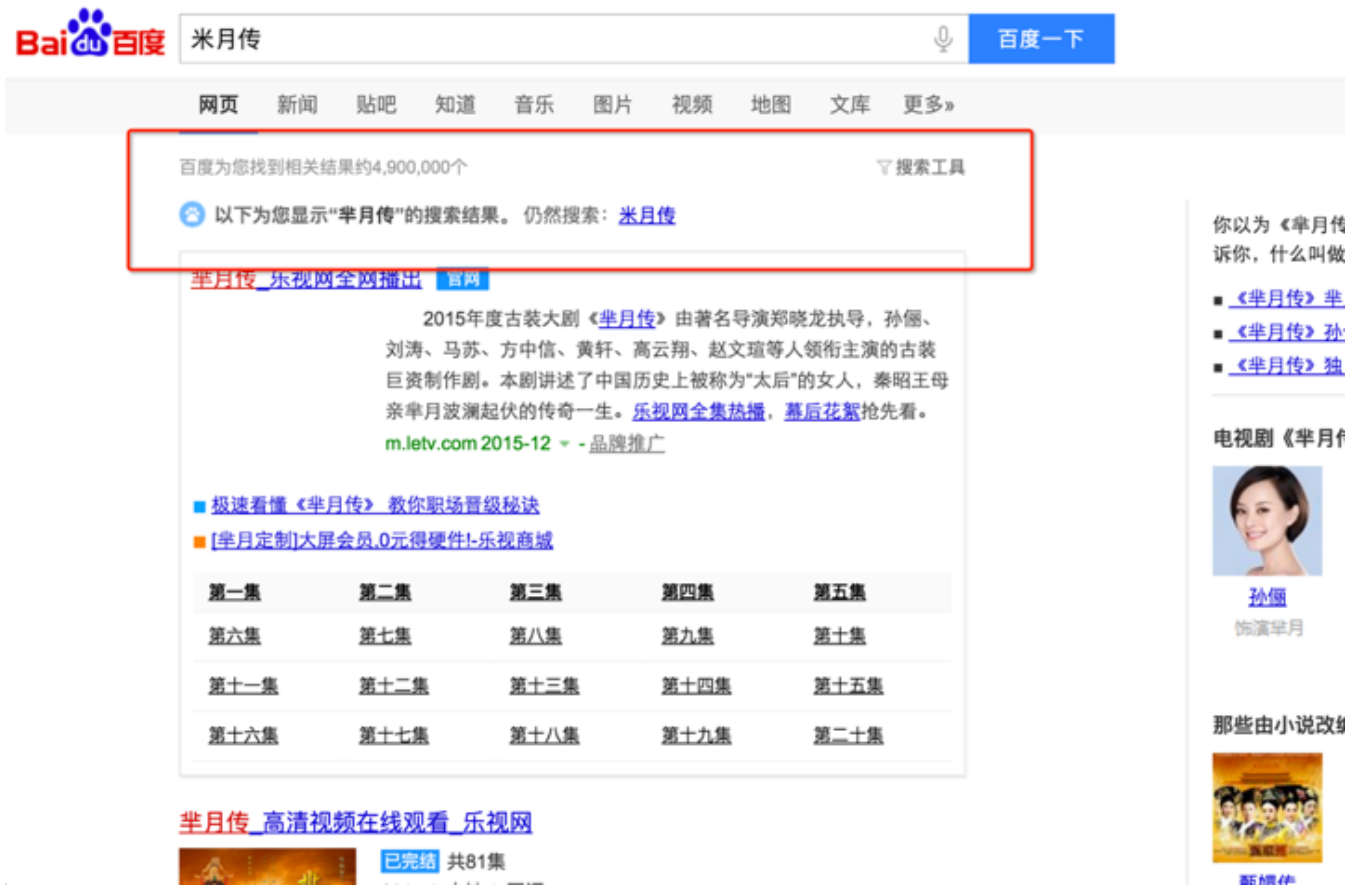 Baidu百度 米月传 百度一下
网页 新闻 贴吧 知道 音乐 图片 视频 地图 文库 更多»
百度为您找到相关结果约4,900,000个 搜索工具
以下为您显示“芈月传”的搜索结果。 仍然搜索：米月传
芈月传_乐视网全网播出 官网
2015年度古装大剧《芈月传》由著名导演郑晓龙执导，孙俪、
刘涛、马苏、方中信、黄轩、高云翔、赵文瑄等人领衔主演的古装
巨资制作剧。本剧讲述了中国历史上被称为“太后”的女人，秦昭王母
亲芈月波澜起伏的传奇一生。乐视网全集热播，幕后花絮抢先看。
m.letv.com 2015-12 - 品牌推广
极速看懂《芈月传》 教你职场晋级秘诀
[芈月定制]大屏会员,0元得硬件!-乐视商城
第一集 第二集 第三集 第四集 第五集
第六集 第七集 第八集 第九集 第十集
第十一集 第十二集 第十三集 第十四集 第十五集
第十六集 第十七集 第十八集 第十九集 第二十集
芈月传_高清视频在线观看_乐视网
已完结 共81集
你以为《芈月传
诉你，什么叫做
《芈月传》芈
《芈月传》孙
《芈月传》独
电视剧《芈月传
孙俪
饰演芈月
那些由小说改编
甄嬛传